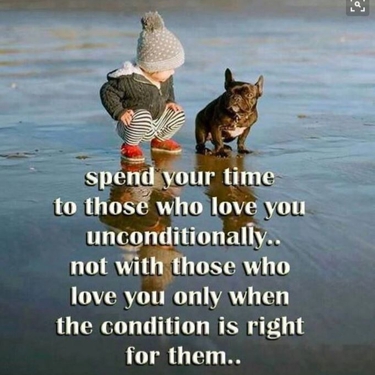 spend your time
to those who love you
unconditionally..
not with those who
love you only when
the condition is right
for them..